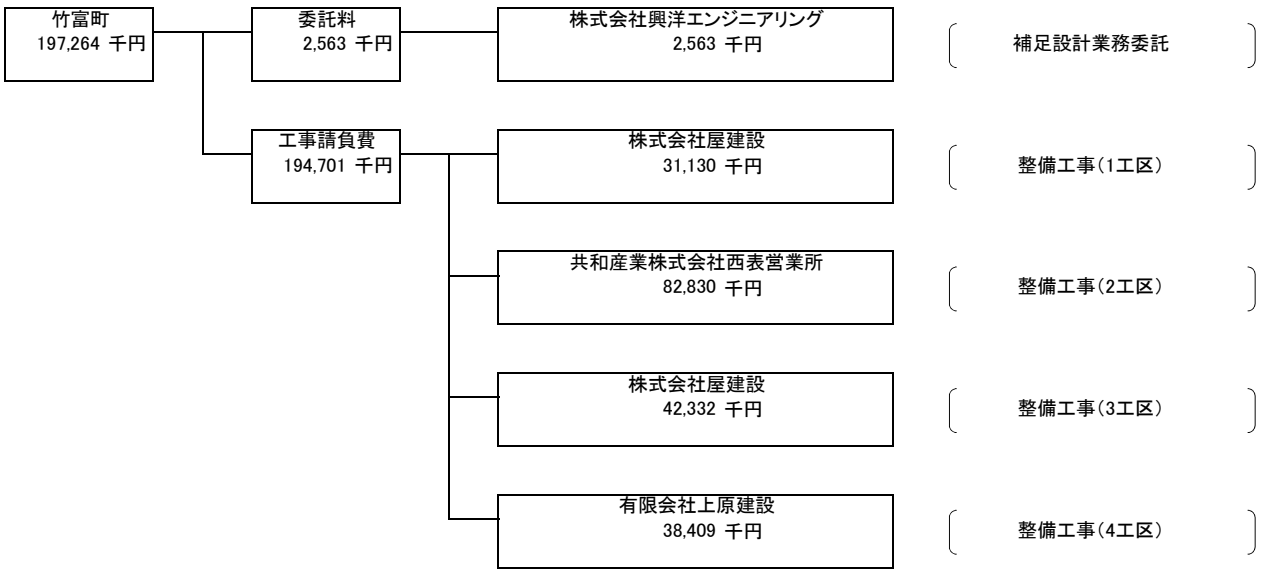 竹富町
197,264 千円
委託料
2,563 千円
株式会社興洋エンジニアリング
2,563 千円
補足設計業務委託
工事請負費
194,701 千円
株式会社屋建設
31,130 千円
整備工事(1工区)
共和産業株式会社西表営業所
82,830 千円
整備工事(2工区)
株式会社屋建設
42,332 千円
整備工事(3工区)
有限会社上原建設
38,409 千円
整備工事(4工区)